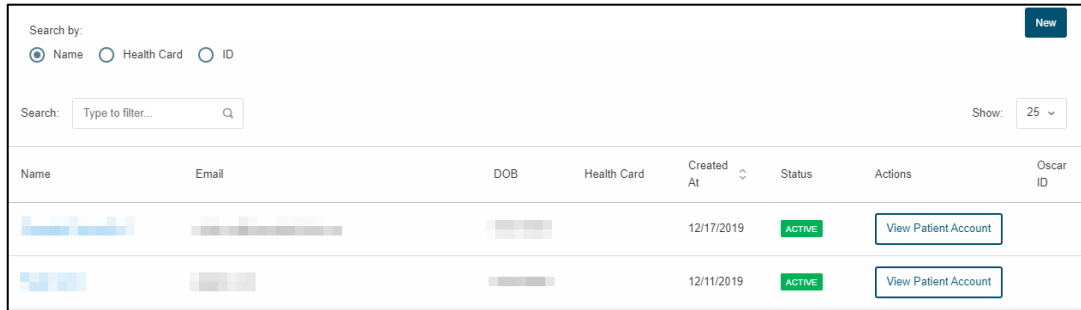 Search by:
New
Name Health Card ID
Search: Type to filter... Show: 25
Name Email DOB Health Card Created At Status Actions Oscar ID
12/17/2019 ACTIVE View Patient Account
12/11/2019 ACTIVE View Patient Account